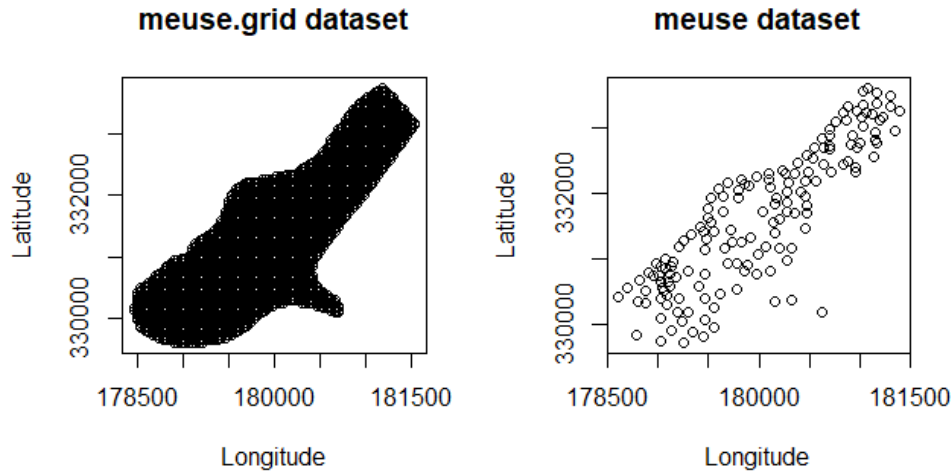 meuse.grid dataset
Latitude
332000
330000
178500 180000 181500
Longitude
meuse dataset
Latitude
332000
330000
178500 180000 181500
Longitude